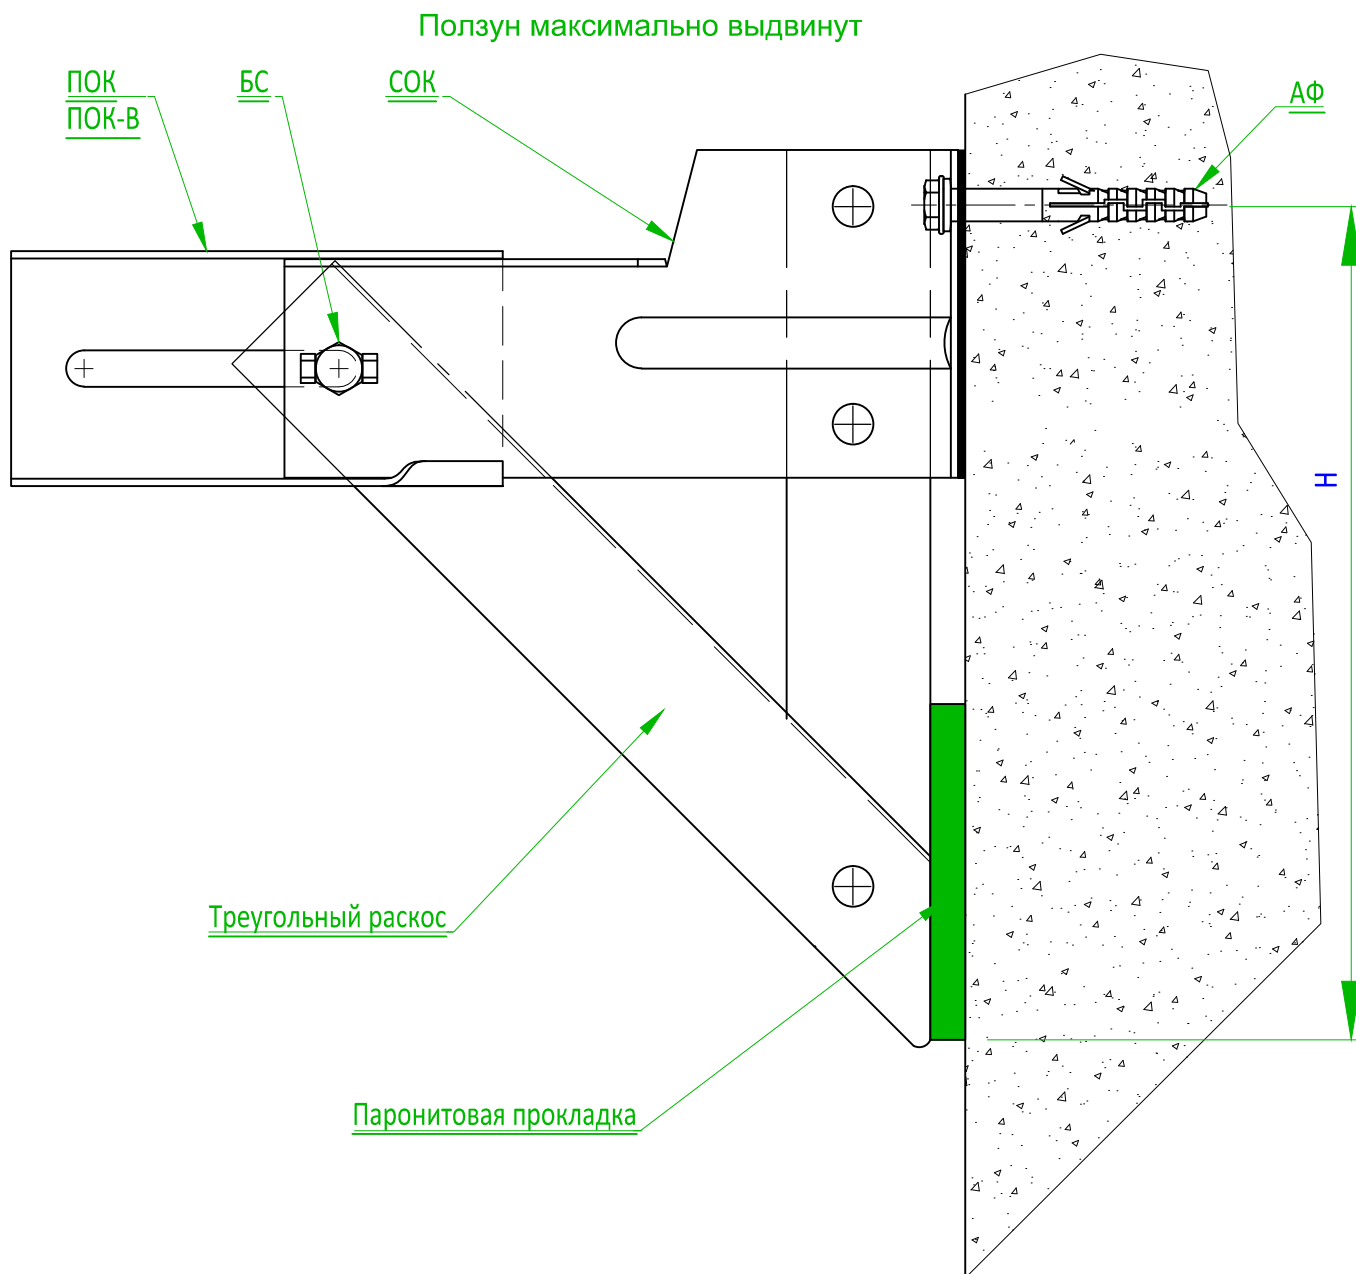 Ползун максимально выдвинут
ПОК
ПОК-В
БС
СОК
АФ
Н
Треугольный раскос
Паронитовая прокладка